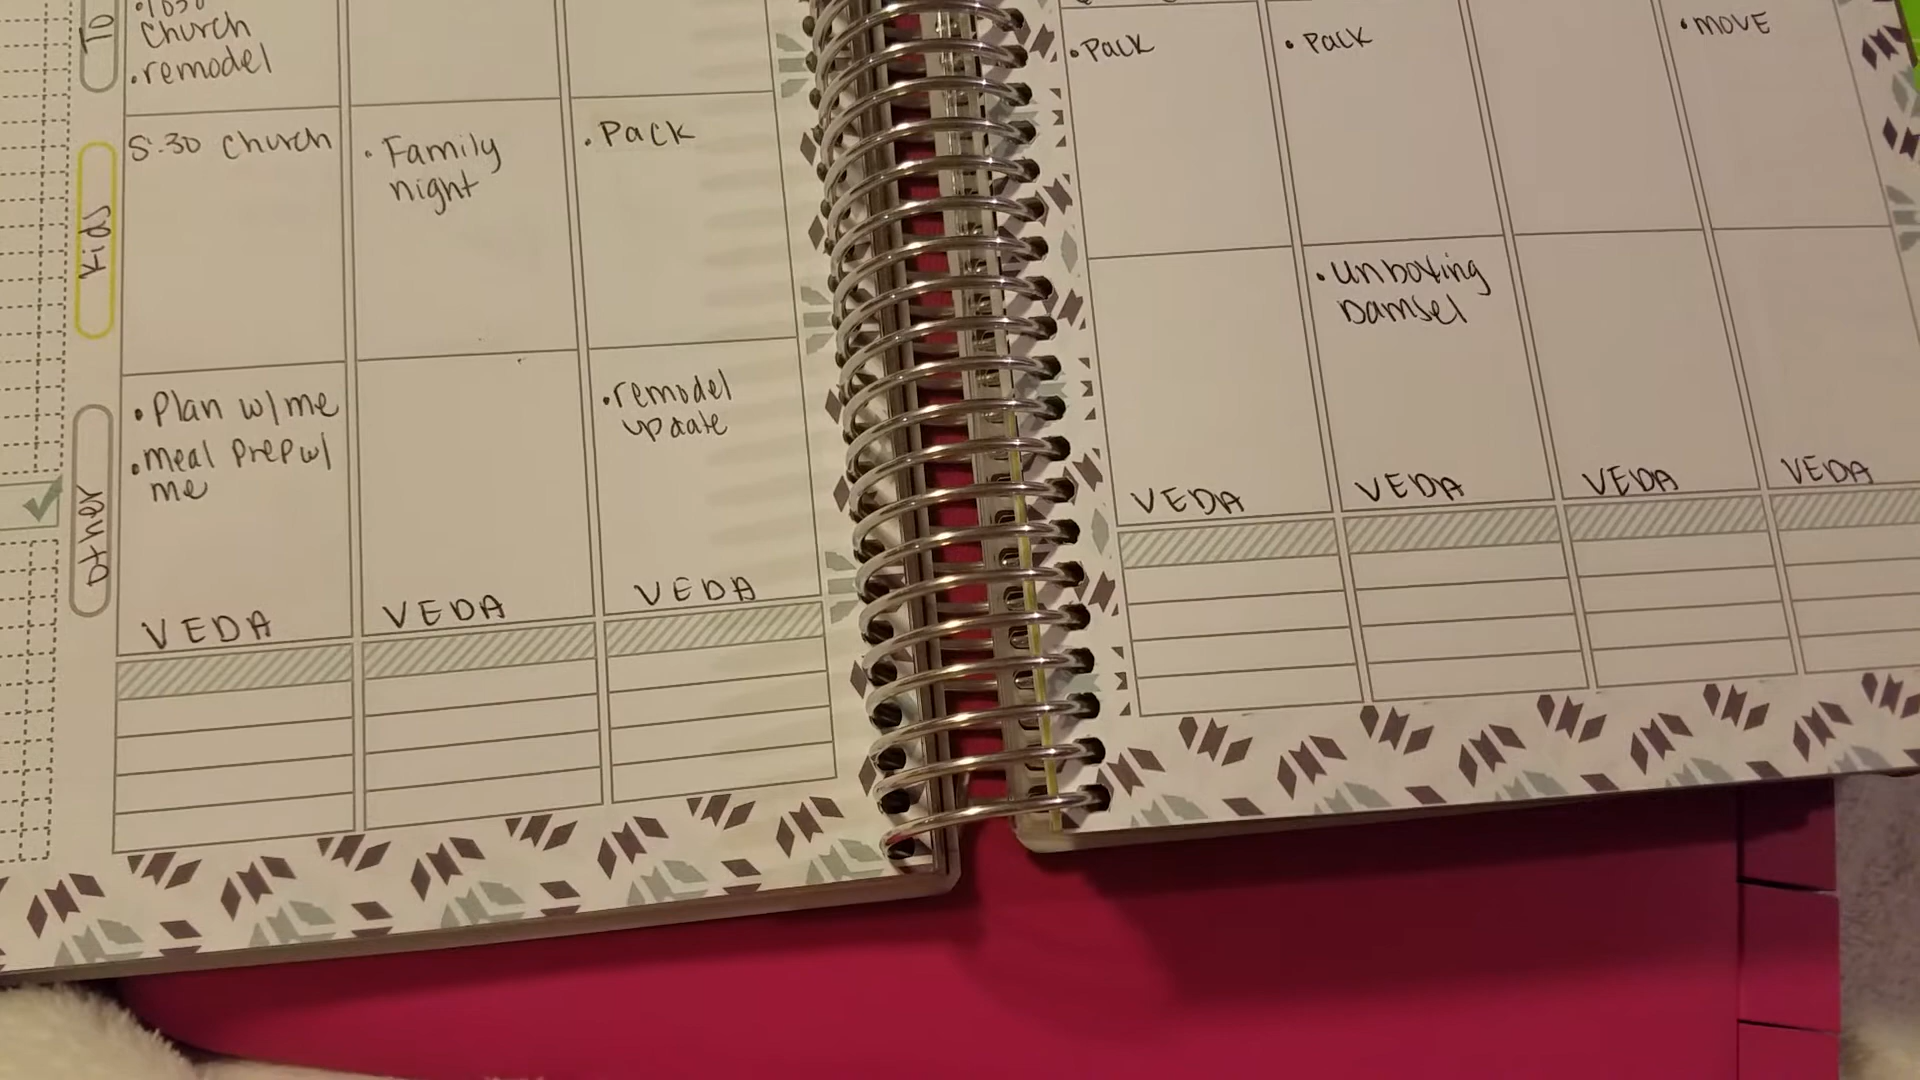 To
Church
• remodel
Kids
5:30 Church
• Family
night
• Pack
Other
• Plan w/ me
• meal Prep w/
me
VEDA
VEDA
• remodel
update
VEDA
• Pack
• Pack
• move
VEDA
• unboxing
Damsel
VEDA
VEDA
VEDA